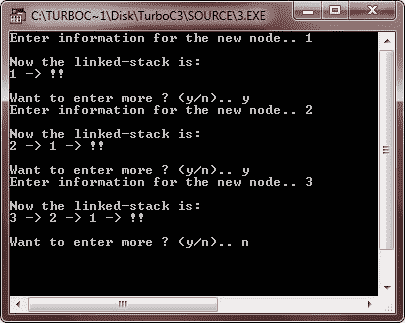 C:\TURBOC~1\Disk\TurboC3\SOURCE\3.EXE
Enter information for the new node.. 1
Now the linked-stack is:
1 -> !!
Want to enter more ? (y/n).. y
Enter information for the new node.. 2
Now the linked-stack is:
2 -> 1 -> !!
Want to enter more ? (y/n).. y
Enter information for the new node.. 3
Now the linked-stack is:
3 -> 2 -> 1 -> !!
Want to enter more ? (y/n).. n